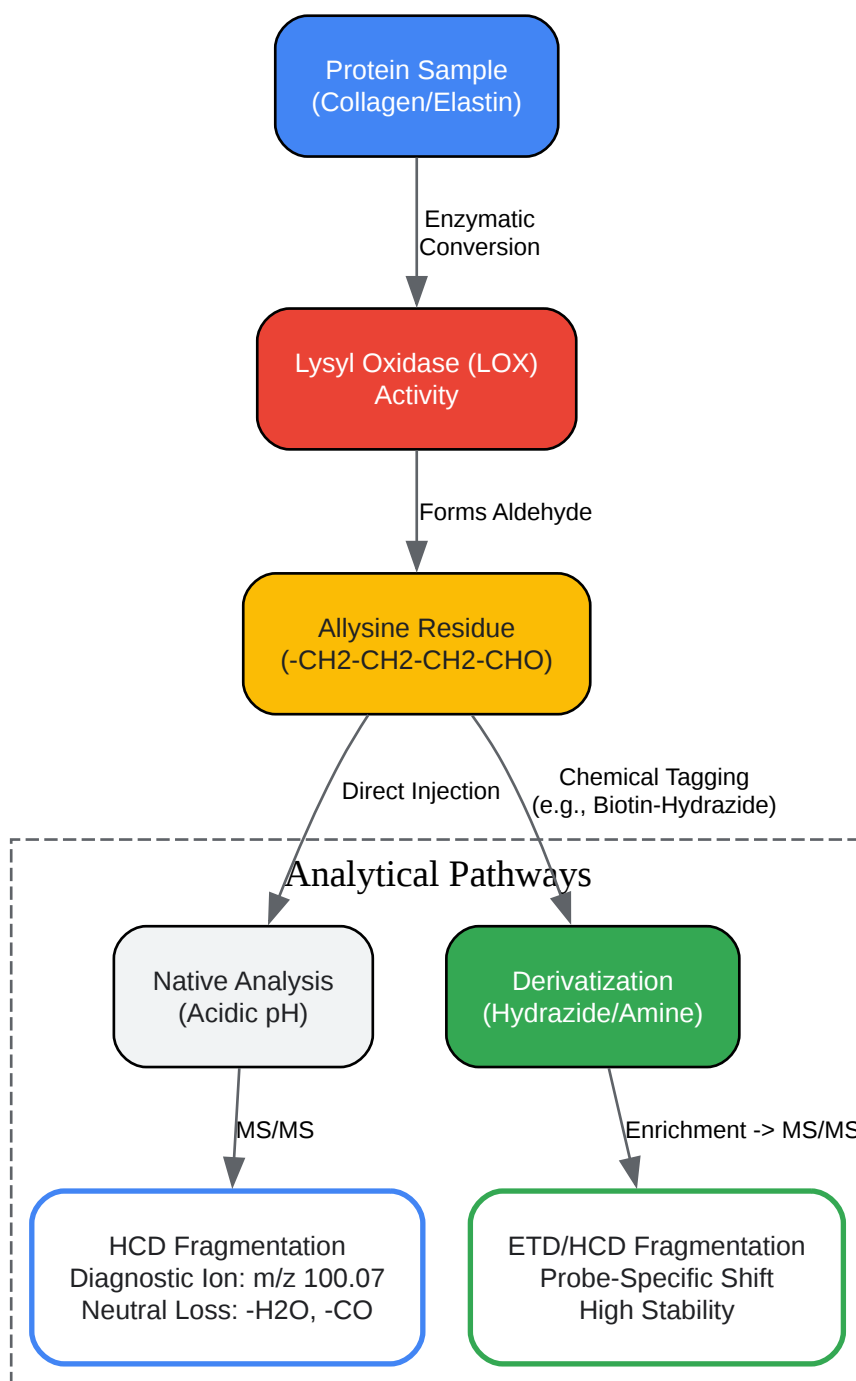 Protein Sample
(Collagen/Elastin)
Enzymatic
Conversion
Lysyl Oxidase (LOX)
Activity
Forms Aldehyde
Allysine Residue
(-CH2-CH2-CH2-CHO)
Direct Injection
Chemical Tagging
(e.g., Biotin-Hydrazide)
Analytical Pathways
Native Analysis
(Acidic pH)
Derivatization
(Hydrazide/Amine)
MS/MS
Enrichment -> MS/MS
HCD Fragmentation
Diagnostic Ion: m/z 100.07
Neutral Loss: -H2O, -CO
ETD/HCD Fragmentation
Probe-Specific Shift
High Stability